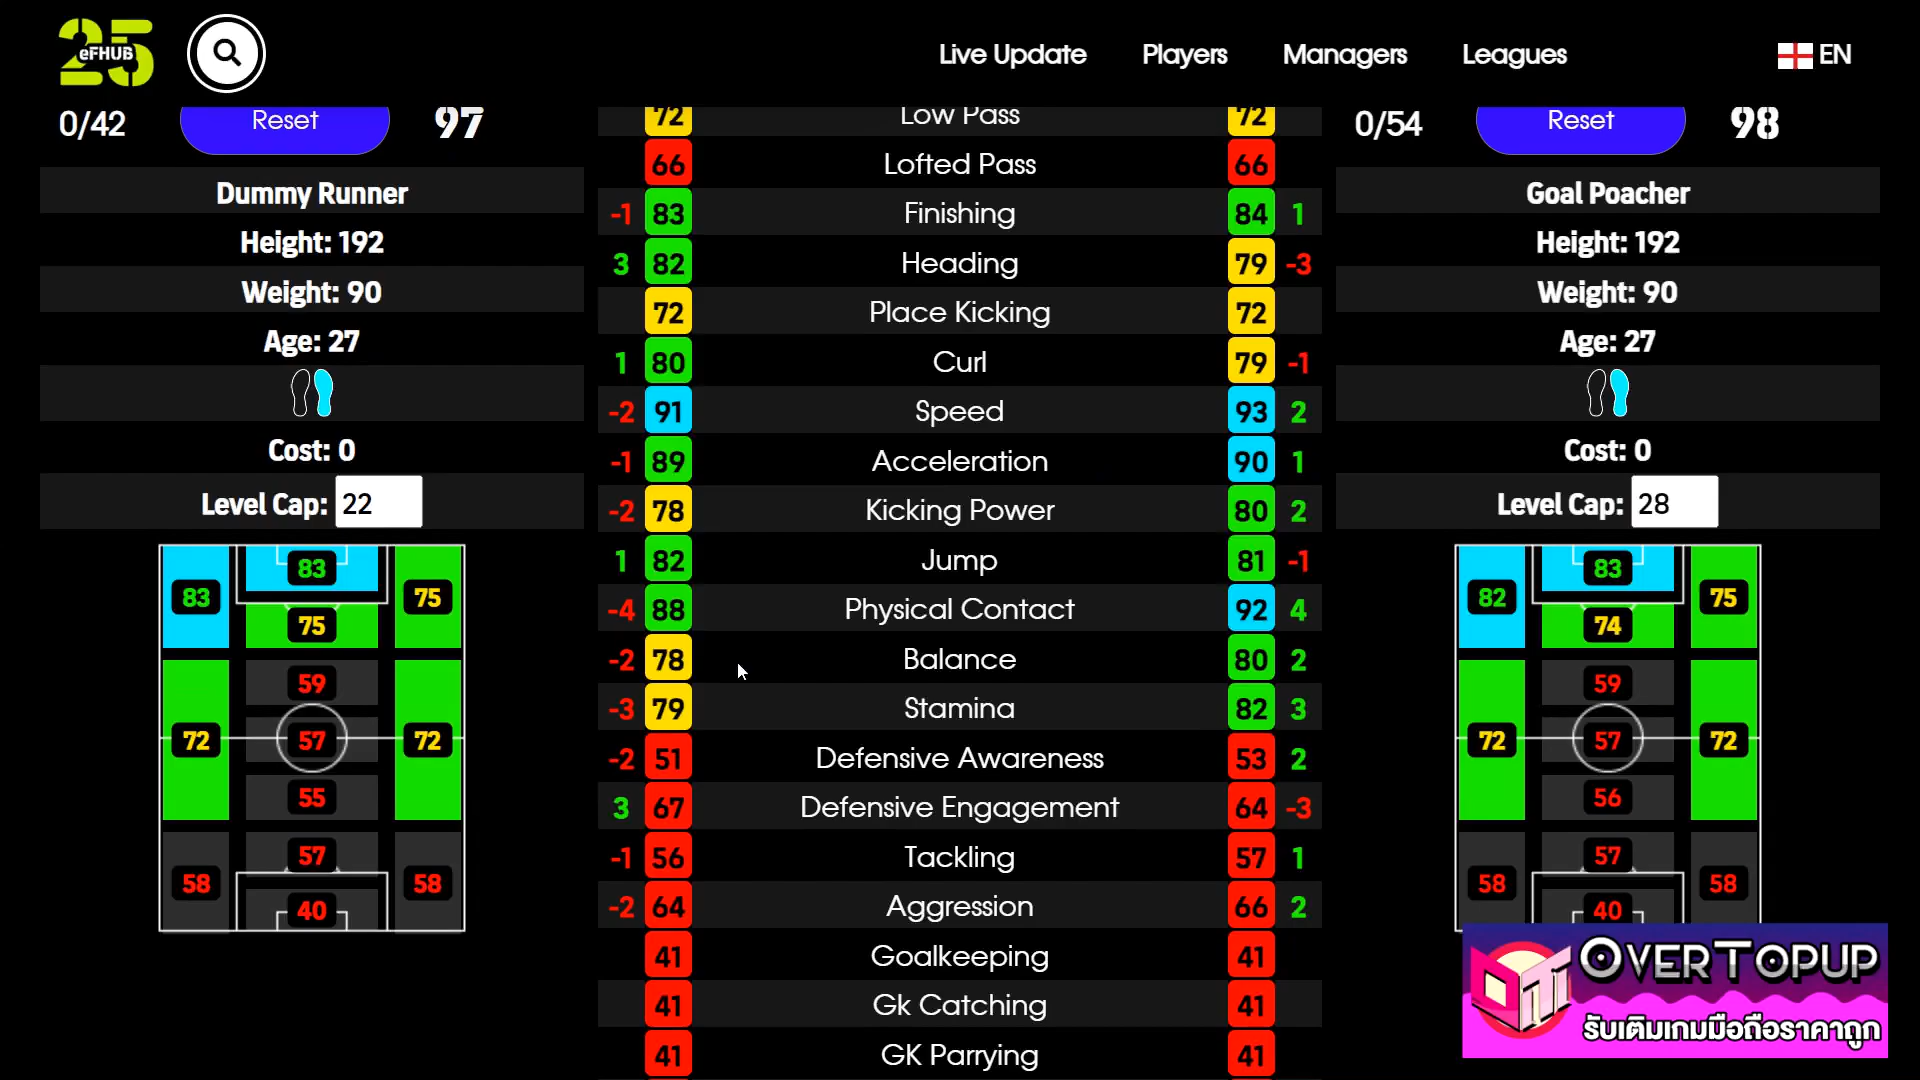 25 eFHUB
Live Update
Players
Managers
Leagues
EN
0/42
Reset
97
Dummy Runner
Height: 192
Weight: 90
Age: 27
Cost: 0
Level Cap: 22
83
83
75
75
59
72
57
72
55
57
58
58
40
72 Low Pass 72
66 Lofted Pass 66
-1 83 Finishing 84 1
3 82 Heading 79 -3
72 Place Kicking 72
1 80 Curl 79 -1
-2 91 Speed 93 2
-1 89 Acceleration 90 1
-2 78 Kicking Power 80 2
1 82 Jump 81 -1
-4 88 Physical Contact 92 4
-2 78 Balance 80 2
-3 79 Stamina 82 3
-2 51 Defensive Awareness 53 2
3 67 Defensive Engagement 64 -3
-1 56 Tackling 57 1
-2 64 Aggression 66 2
41 Goalkeeping 41
41 Gk Catching 41
41 GK Parrying 41
0/54
Reset
98
Goal Poacher
Height: 192
Weight: 90
Age: 27
Cost: 0
Level Cap: 28
83
82
75
74
59
72
57
72
56
57
58
58
40
OT
OVERTOPUP
รับเติมเกมมือถือราคาถูก